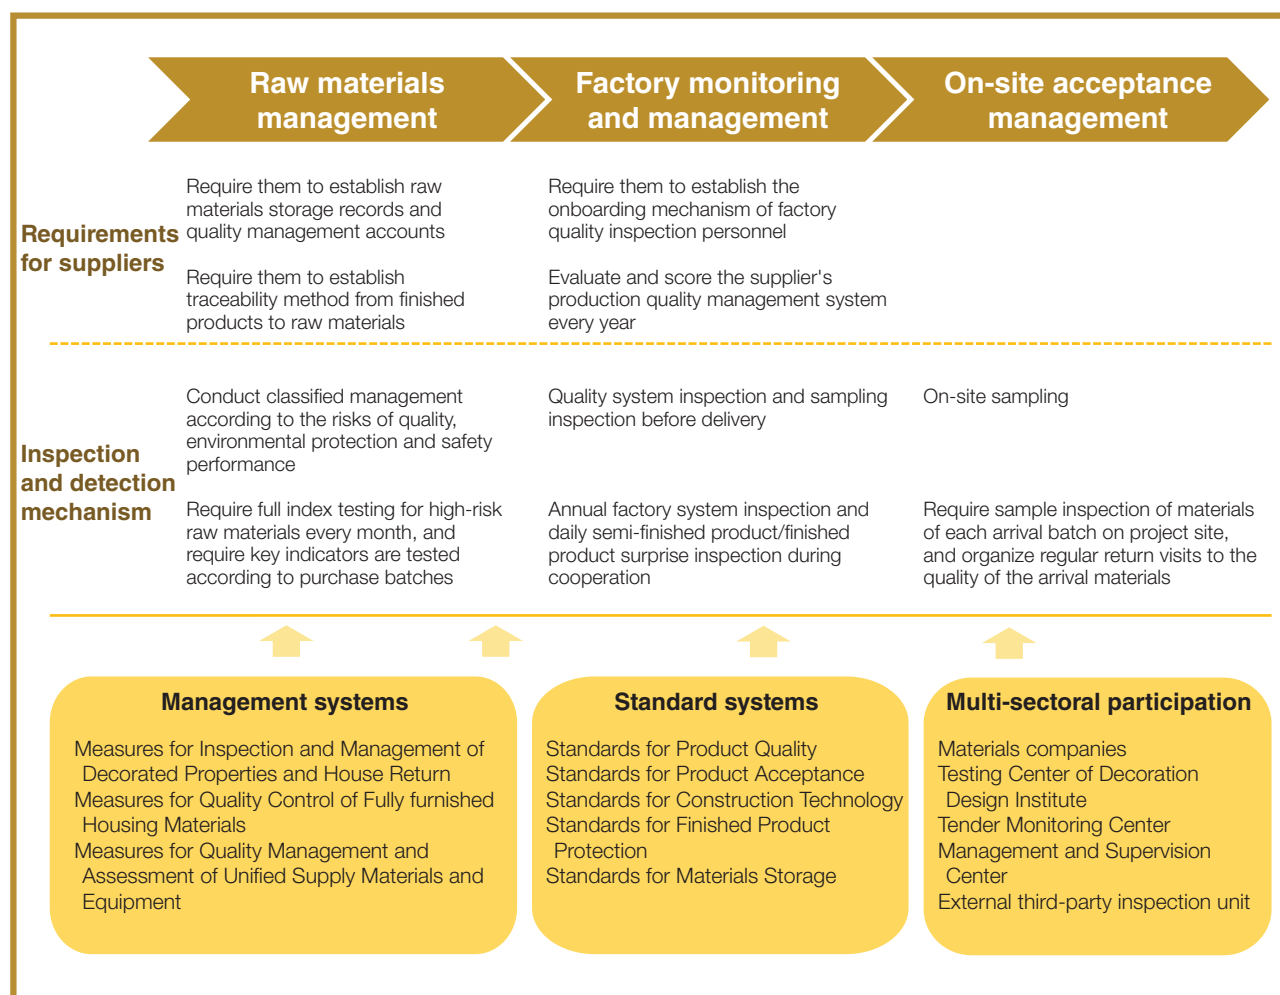 Raw materials
management
Factory monitoring
and management
On-site acceptance
management
Requirements
for suppliers
Require them to establish raw
materials storage records and
quality management accounts
Require them to establish
traceability method from finished
products to raw materials
Require them to establish the
onboarding mechanism of factory
quality inspection personnel
Evaluate and score the supplier's
production quality management system
every year
Inspection
and detection
mechanism
Conduct classified management
according to the risks of quality,
environmental protection and safety
performance
Require full index testing for high-risk
raw materials every month, and
require key indicators are tested
according to purchase batches
Quality system inspection and sampling
inspection before delivery
Annual factory system inspection and
daily semi-finished product/finished
product surprise inspection during
cooperation
On-site sampling
Require sample inspection of materials
of each arrival batch on project site,
and organize regular return visits to the
quality of the arrival materials
Management systems
Measures for Inspection and Management of
Decorated Properties and House Return
Measures for Quality Control of Fully furnished
Housing Materials
Measures for Quality Management and
Assessment of Unified Supply Materials and
Equipment
Standard systems
Standards for Product Quality
Standards for Product Acceptance
Standards for Construction Technology
Standards for Finished Product
Protection
Standards for Materials Storage
Multi-sectoral participation
Materials companies
Testing Center of Decoration
Design Institute
Tender Monitoring Center
Management and Supervision
Center
External third-party inspection unit